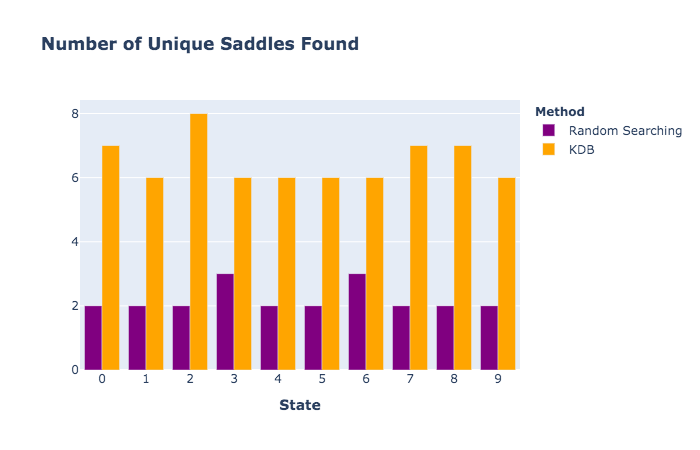 Number of Unique Saddles Found
Method
Random Searching
KDB
8
6
4
2
0
0 1 2 3 4 5 6 7 8 9
State